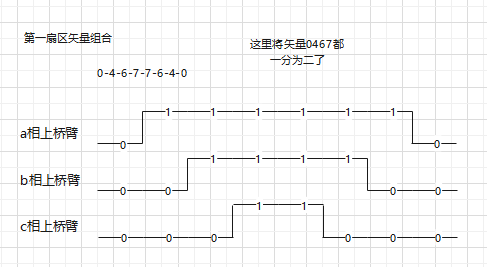 第一扇区矢量组合
这里将矢量0467都
一分为二了
0-4-6-7-7-6-4-0
a相上桥臂
0 1 1 1 1 1 1 0
b相上桥臂
0 0 1 1 1 1 0 0
c相上桥臂
0 0 0 1 1 0 0 0